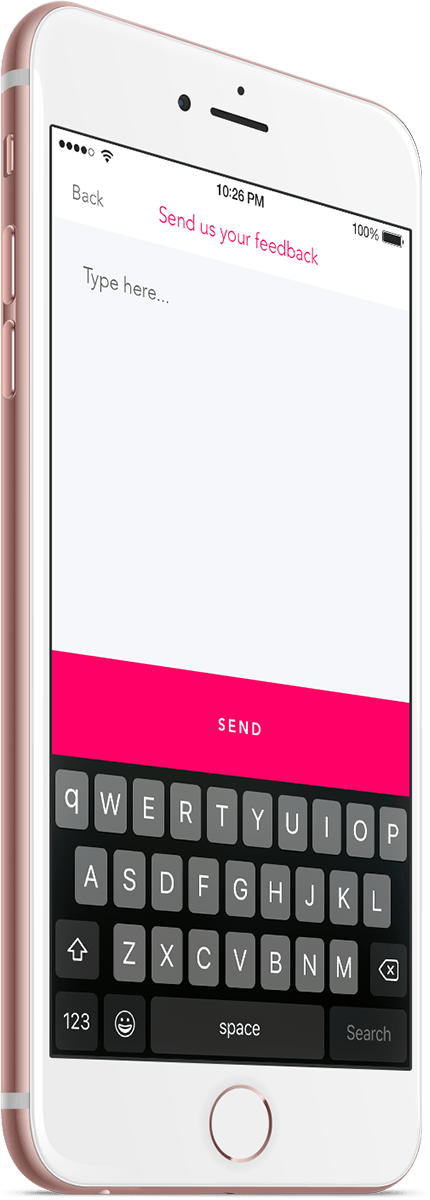 10:26 PM
100%
Back
Send us your feedback
Type here...
SEND
q W E R T Y U I O P
A S D F G H J K L
Z X C V B N M
123
space
Search